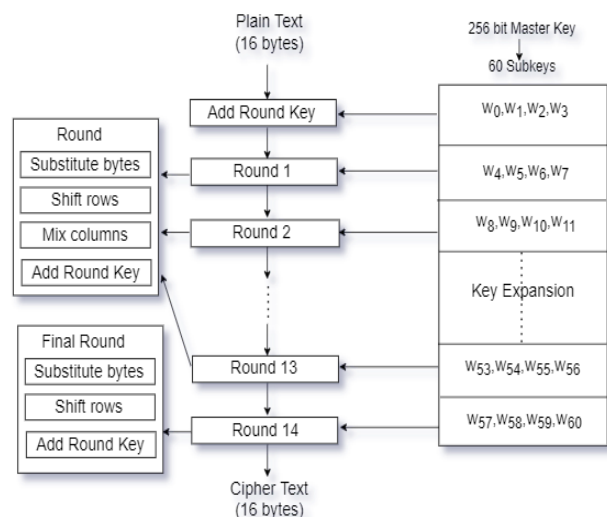 Plain Text
(16 bytes)
256 bit Master Key
60 Subkeys
Add Round Key
W0,W1,W2,W3
Round
Substitute bytes
Shift rows
Mix columns
Add Round Key
Round 1
W4,W5,W6,W7
Round 2
W8,W9,W10,W11
Key Expansion
Final Round
Substitute bytes
Shift rows
Add Round Key
Round 13
W53,W54,W55,W56
Round 14
W57,W58,W59,W60
Cipher Text
(16 bytes)